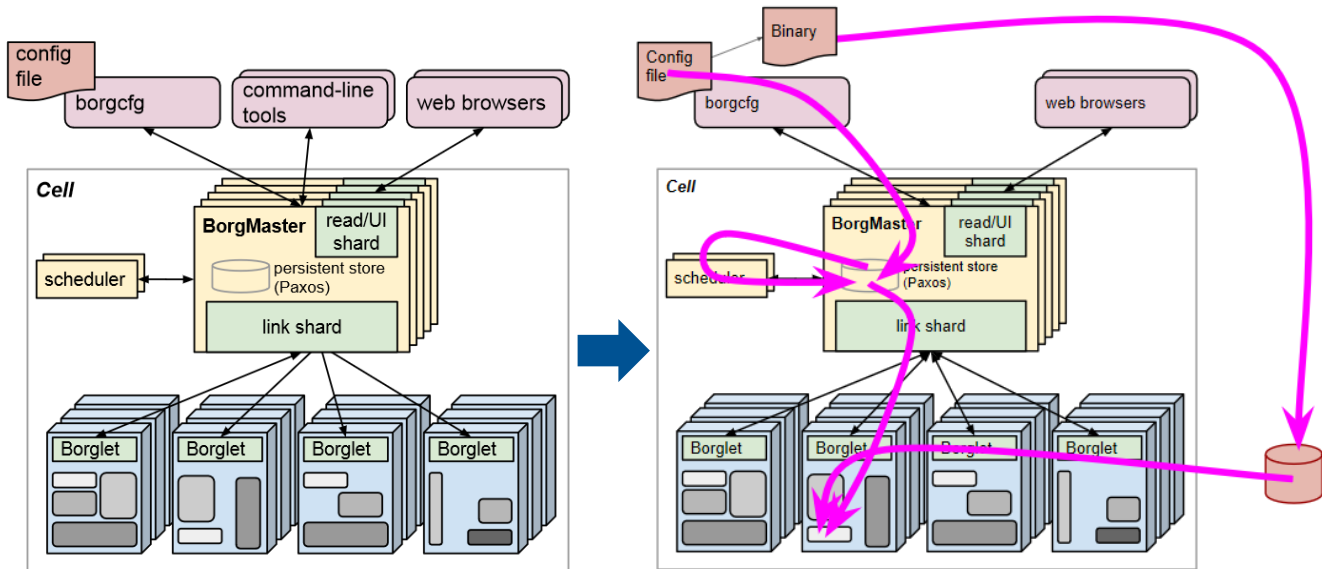 config
file
borgcfg
command-line
tools
web browsers
Cell
BorgMaster
read/UI
shard
scheduler
persistent store
(Paxos)
link shard
Borglet
Borglet
Borglet
Borglet
Binary
Config
file
borgcfg
web browsers
Cell
BorgMaster
read/UI
shard
scheduler
persistent store
(Paxos)
link shard
Borglet
Borglet
Borglet
Borglet